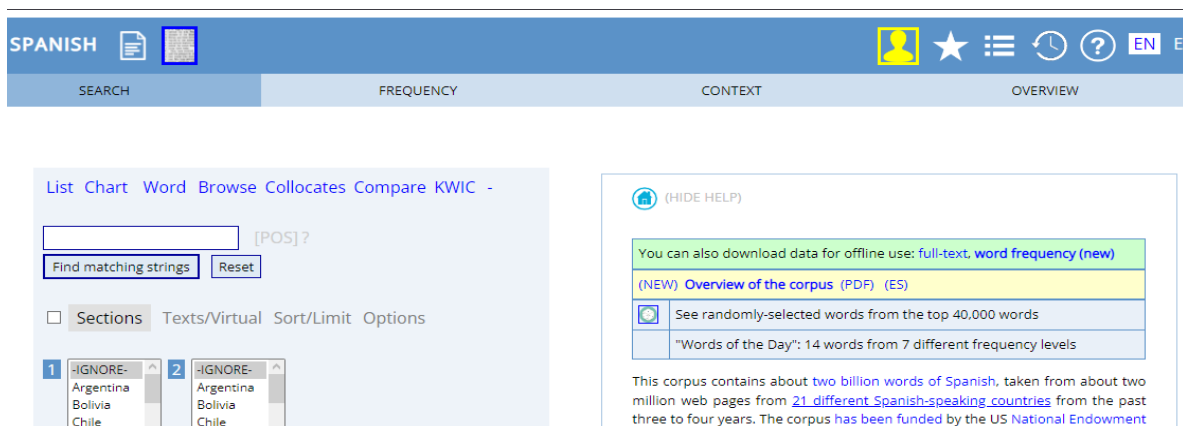 SPANISH ? EN E
SEARCH FREQUENCY CONTEXT OVERVIEW
List Chart Word Browse Collocates Compare KWIC -
[POS] ?
Find matching strings Reset
Sections Texts/Virtual Sort/Limit Options
1 -IGNORE- 2 -IGNORE-
Argentina Argentina
Bolivia Bolivia
Chile Chile
(HIDE HELP)
You can also download data for offline use: full-text, word frequency (new)
(NEW) Overview of the corpus (PDF) (ES)
See randomly-selected words from the top 40,000 words
"Words of the Day": 14 words from 7 different frequency levels
This corpus contains about two billion words of Spanish, taken from about two
million web pages from 21 different Spanish-speaking countries from the past
three to four years. The corpus has been funded by the US National Endowment